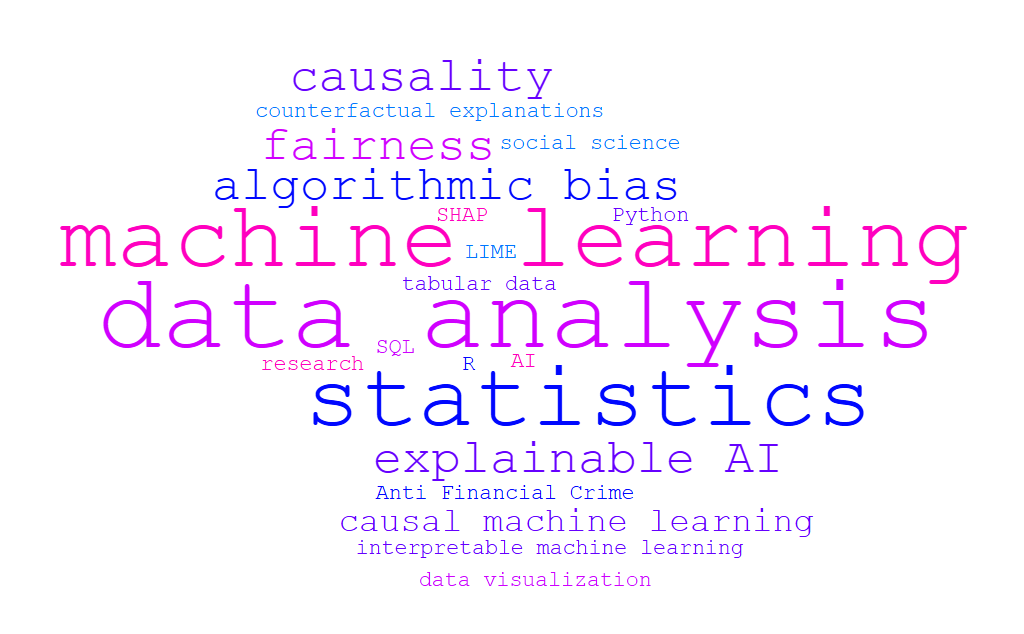 causality
counterfactual explanations
fairness
social science
algorithmic bias
SHAP
Python
machine learning
LIME
tabular data
data analysis
SQL
research
R
AI
statistics
explainable AI
Anti Financial Crime
causal machine learning
interpretable machine learning
data visualization